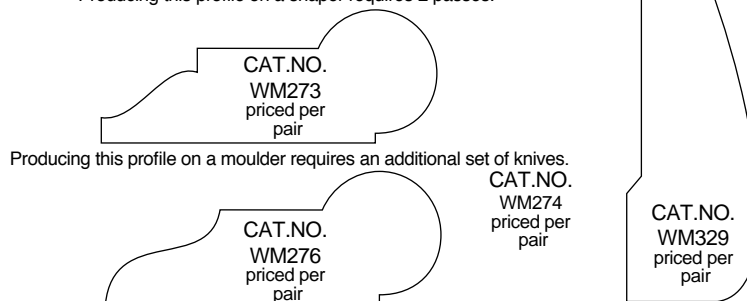 Producing this profile on a shaper requires 2 passes.
CAT.NO.
WM273
priced per
pair
Producing this profile on a moulder requires an additional set of knives.
CAT.NO.
WM274
priced per
pair
CAT.NO.
WM276
priced per
pair
CAT.NO.
WM329
priced per
pair